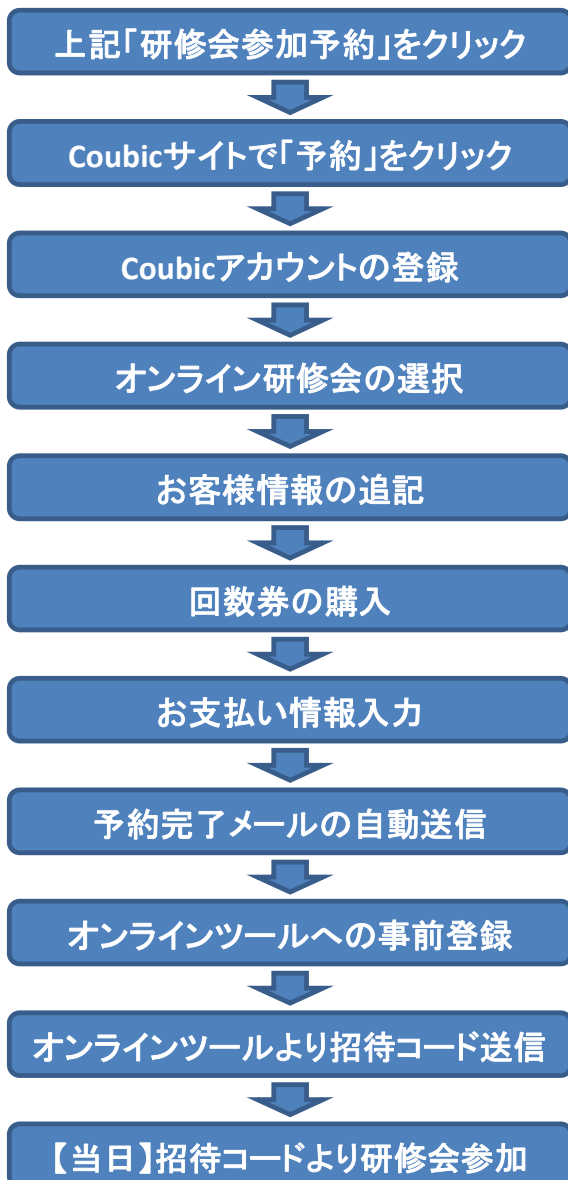 上記「研修会参加予約」をクリック
Coubicサイトで「予約」をクリック
Coubicアカウントの登録
オンライン研修会の選択
お客様情報の追記
回数券の購入
お支払い情報入力
予約完了メールの自動送信
オンラインツールへの事前登録
オンラインツールより招待コード送信
【当日】招待コードより研修会参加